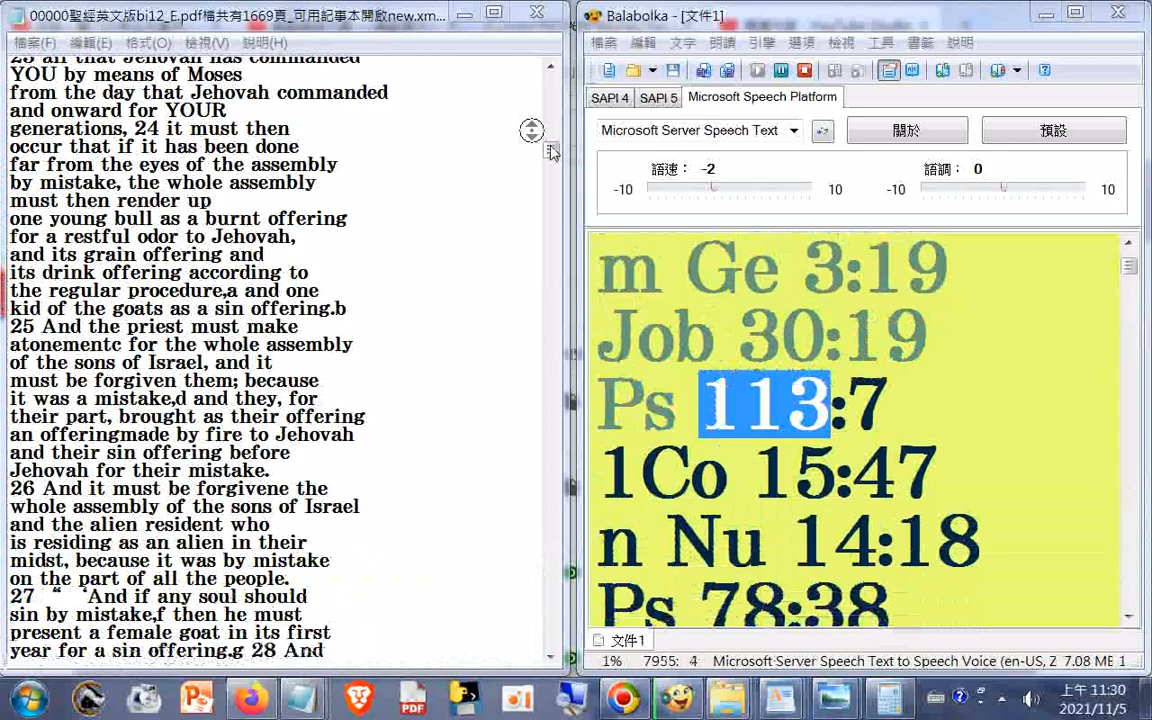 00000聖經英文版bi12_E.pdf檔共有1669頁_可用記事本開啟new.xm...
檔案(F) 編輯(E) 格式(O) 檢視(V) 說明(H)
23 all that Jehovah has commanded
YOU by means of Moses
from the day that Jehovah commanded
and onward for YOUR
generations, 24 it must then
occur that if it has been done
far from the eyes of the assembly
by mistake, the whole assembly
must then render up
one young bull as a burnt offering
for a restful odor to Jehovah,
and its grain offering and
its drink offering according to
the regular procedure,a and one
kid of the goats as a sin offering.b
25 And the priest must make
atonementc for the whole assembly
of the sons of Israel, and it
must be forgiven them; because
it was a mistake,d and they, for
their part, brought as their offering
an offeringmade by fire to Jehovah
and their sin offering before
Jehovah for their mistake.
26 And it must be forgivene the
whole assembly of the sons of Israel
and the alien resident who
is residing as an alien in their
midst, because it was by mistake
on the part of all the people.
27 “ ‘And if any soul should
sin by mistake,f then he must
present a female goat in its first
year for a sin offering.g 28 And
Balabolka - [文件1]
檔案 編輯 文字 朗讀 引擎 選項 檢視 工具 書籤 說明
SAPI 4 SAPI 5 Microsoft Speech Platform
Microsoft Server Speech Text 關於 預設
語速： -2 語調： 0
-10 10 -10 10
m Ge 3:19
Job 30:19
Ps 113:7
1Co 15:47
n Nu 14:18
Ps 78:38
文件1
1% 7955: 4 Microsoft Server Speech Text to Speech Voice (en-US, Z 7.08 MB 1
PDF
上午 11:30
2021/11/5